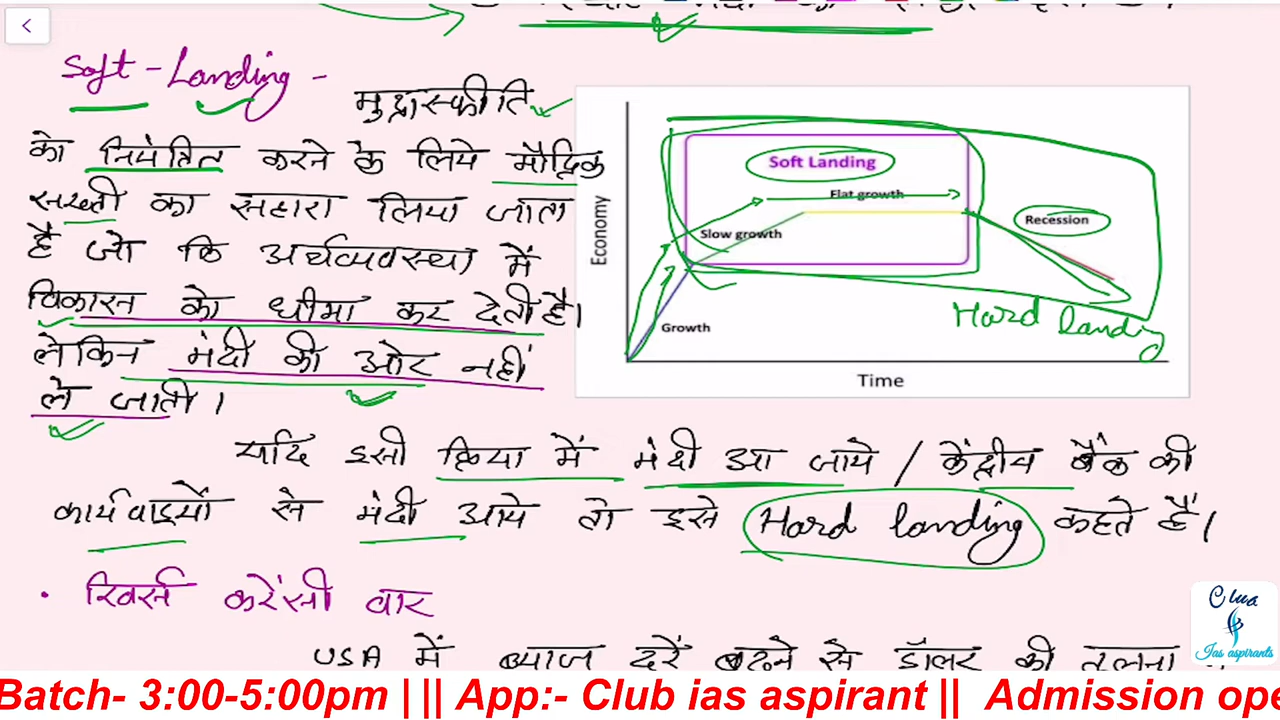 Soft-Landing -
मुद्रास्फीति
को नियंत्रित करने के लिये मौद्रिक
सख्ती का सहारा लिया जाता
है जो कि अर्थव्यवस्था में
विकास को धीमा कर देती है।
लेकिन मंदी की ओर नहीं
ले जाती।
Economy
Soft Landing
Flat growth
Slow growth
Recession
Growth
Hard landing
Time
यदि इसी क्रिया में मंदी आ जाये / केंद्रीय बैंक की
कार्यवाइयों से मंदी आये तो इसे Hard landing कहते हैं।
• रिवर्स करेंसी वार
USA में ब्याज दरें बढ़ने से डॉलर की तुलना
Club
Ias aspirants
Batch- 3:00-5:00pm | || App:- Club ias aspirant || Admission ope